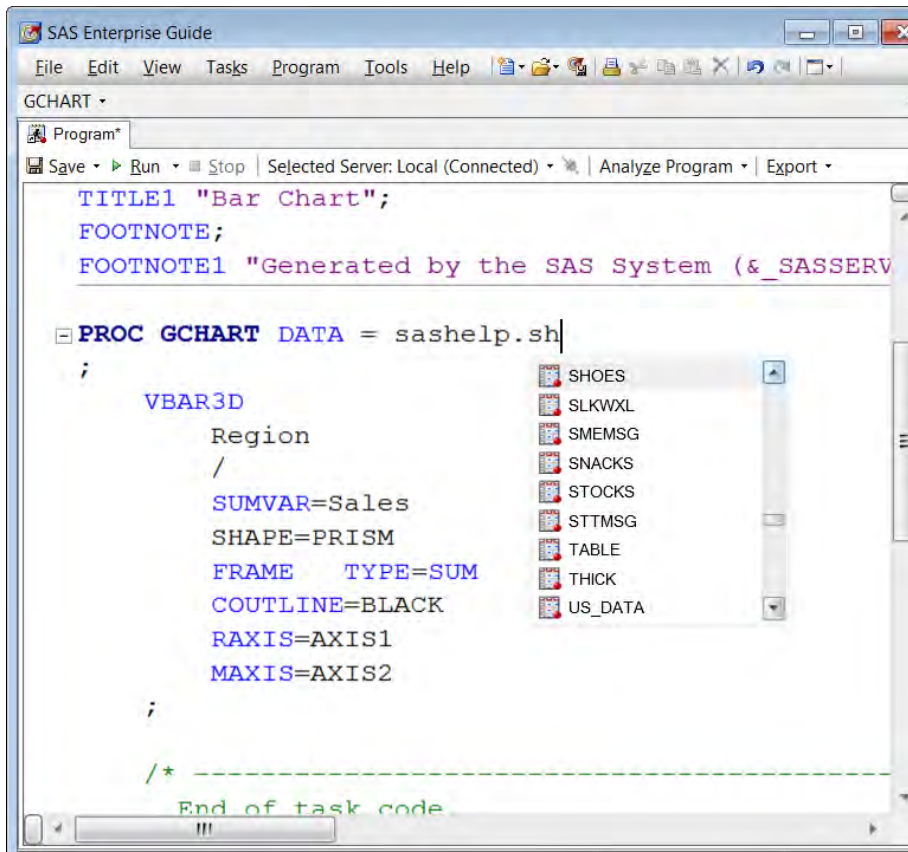 SAS Enterprise Guide
File Edit View Tasks Program Tools Help
GCHART
Program*
Save Run Stop Selected Server: Local (Connected) Analyze Program Export
TITLE1 "Bar Chart";
FOOTNOTE;
FOOTNOTE1 "Generated by the SAS System (&_SASSERV
PROC GCHART DATA = sashelp.sh
;
SHOES
VBAR3D
SLKWXL
Region
SMEMSG
/
SNACKS
SUMVAR=Sales
STOCKS
SHAPE=PRISM
STTMSG
FRAME TYPE=SUM
TABLE
COUTLINE=BLACK
THICK
RAXIS=AXIS1
US_DATA
MAXIS=AXIS2
;
/* -----------------------------------------
End of task code